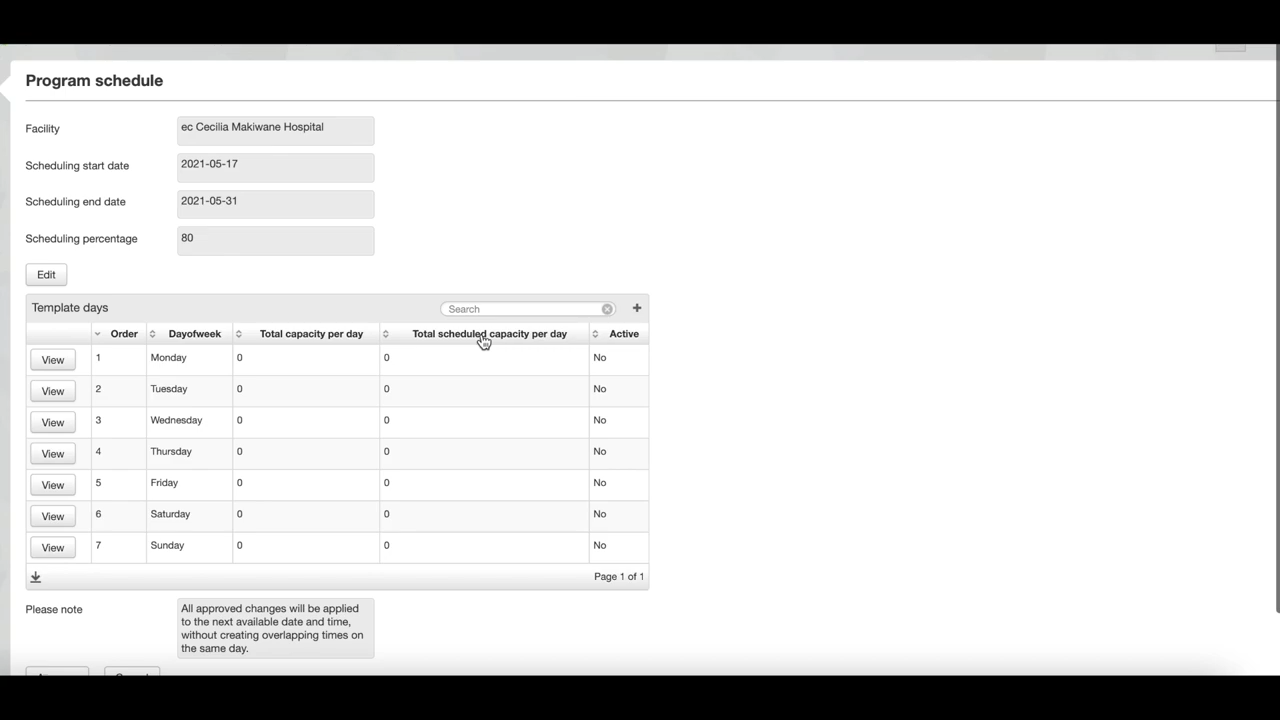 Program schedule
Facility ec Cecilia Makiwane Hospital
Scheduling start date 2021-05-17
Scheduling end date 2021-05-31
Scheduling percentage 80
Edit
Template days Search +
Order Dayofweek Total capacity per day Total scheduled capacity per day Active
View 1 Monday 0 0 No
View 2 Tuesday 0 0 No
View 3 Wednesday 0 0 No
View 4 Thursday 0 0 No
View 5 Friday 0 0 No
View 6 Saturday 0 0 No
View 7 Sunday 0 0 No
Page 1 of 1
Please note All approved changes will be applied
to the next available date and time,
without creating overlapping times on
the same day.